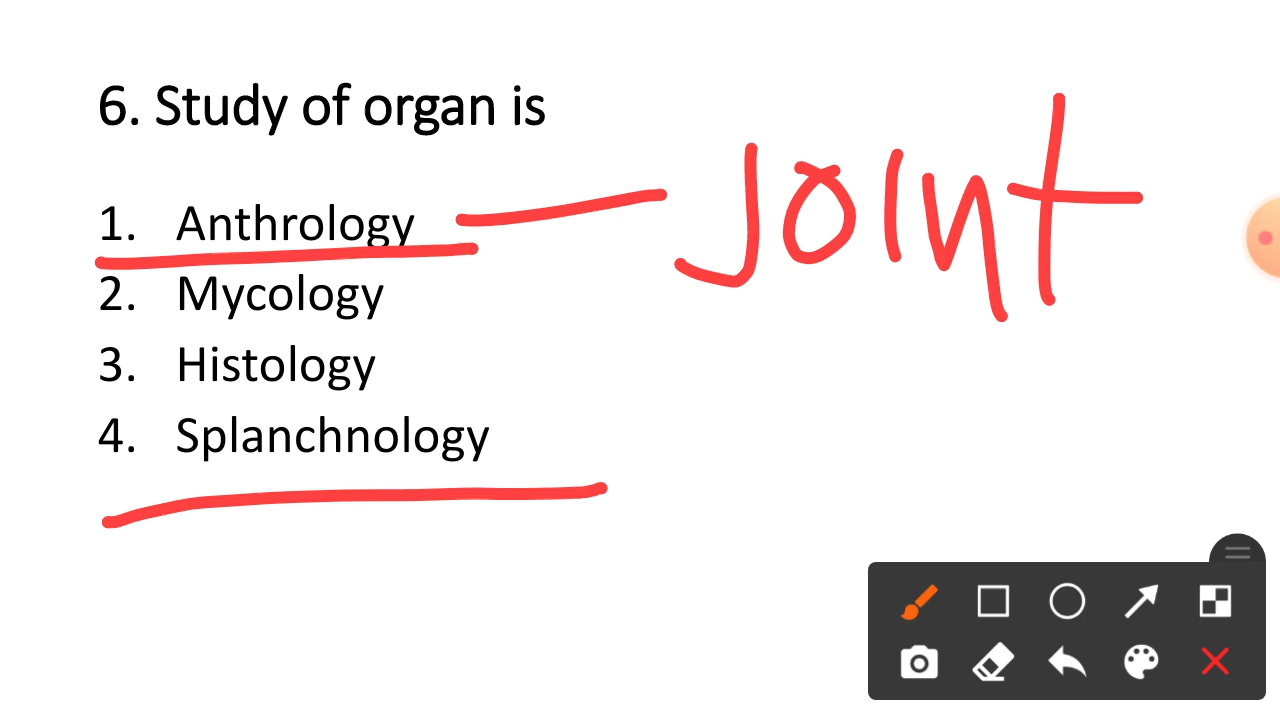 6. Study of organ is
1. Anthrology
Joint
2. Mycology
3. Histology
4. Splanchnology